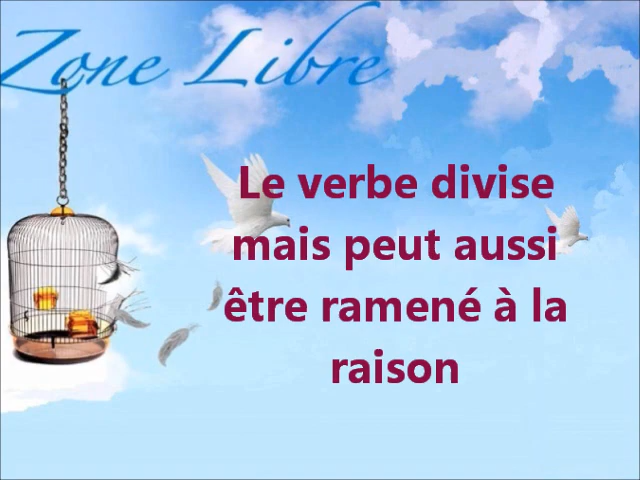 Zone Libre
Le verbe divise
mais peut aussi
être ramené à la
raison